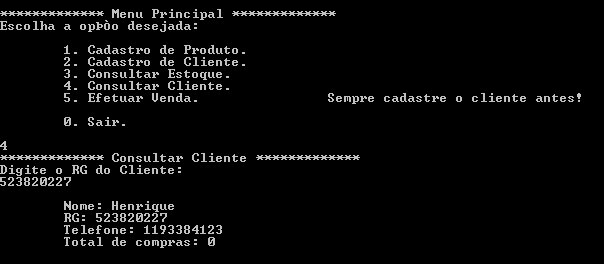 ************* Menu Principal *************
Escolha a opÞÒo desejada:
1. Cadastro de Produto.
2. Cadastro de Cliente.
3. Consultar Estoque.
4. Consultar Cliente.
5. Efetuar Venda. Sempre cadastre o cliente antes!
0. Sair.
4
************* Consultar Cliente *************
Digite o RG do Cliente:
523820227
Nome: Henrique
RG: 523820227
Telefone: 1193384123
Total de compras: 0